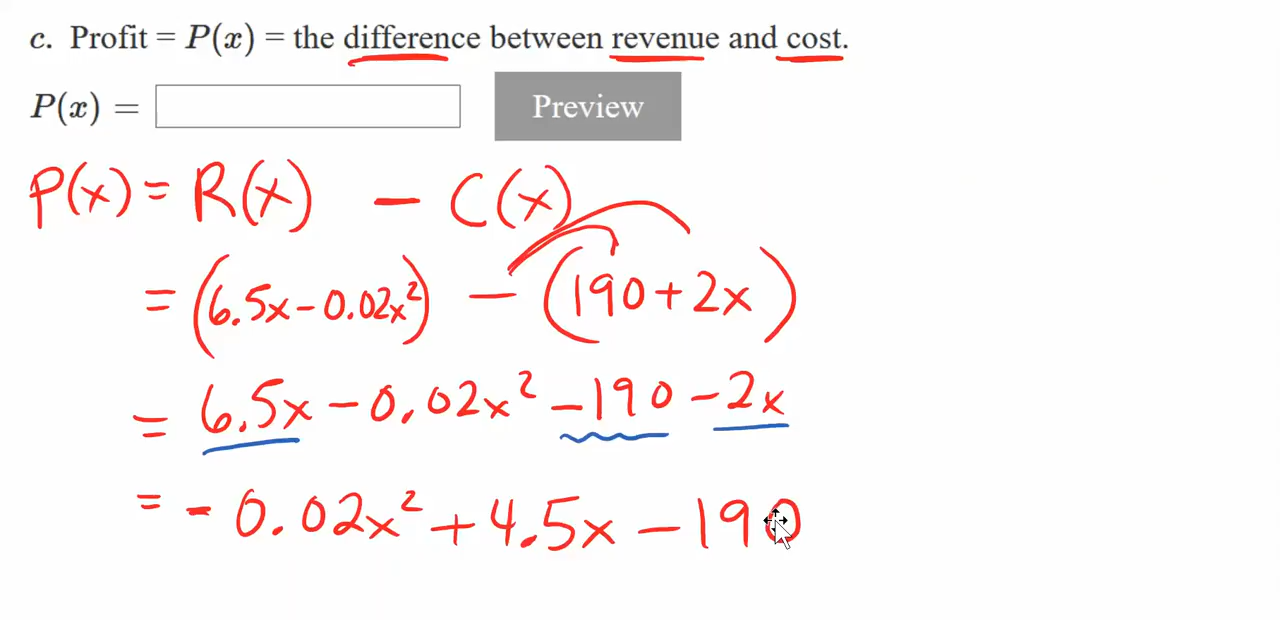 c. Profit = P(x) = the difference between revenue and cost.
P(x) =
Preview
P(x) = R(x) − C(x)
= (6.5x − 0.02x²) − (190 + 2x)
= 6.5x − 0.02x² − 190 − 2x
= − 0.02x² + 4.5x − 190